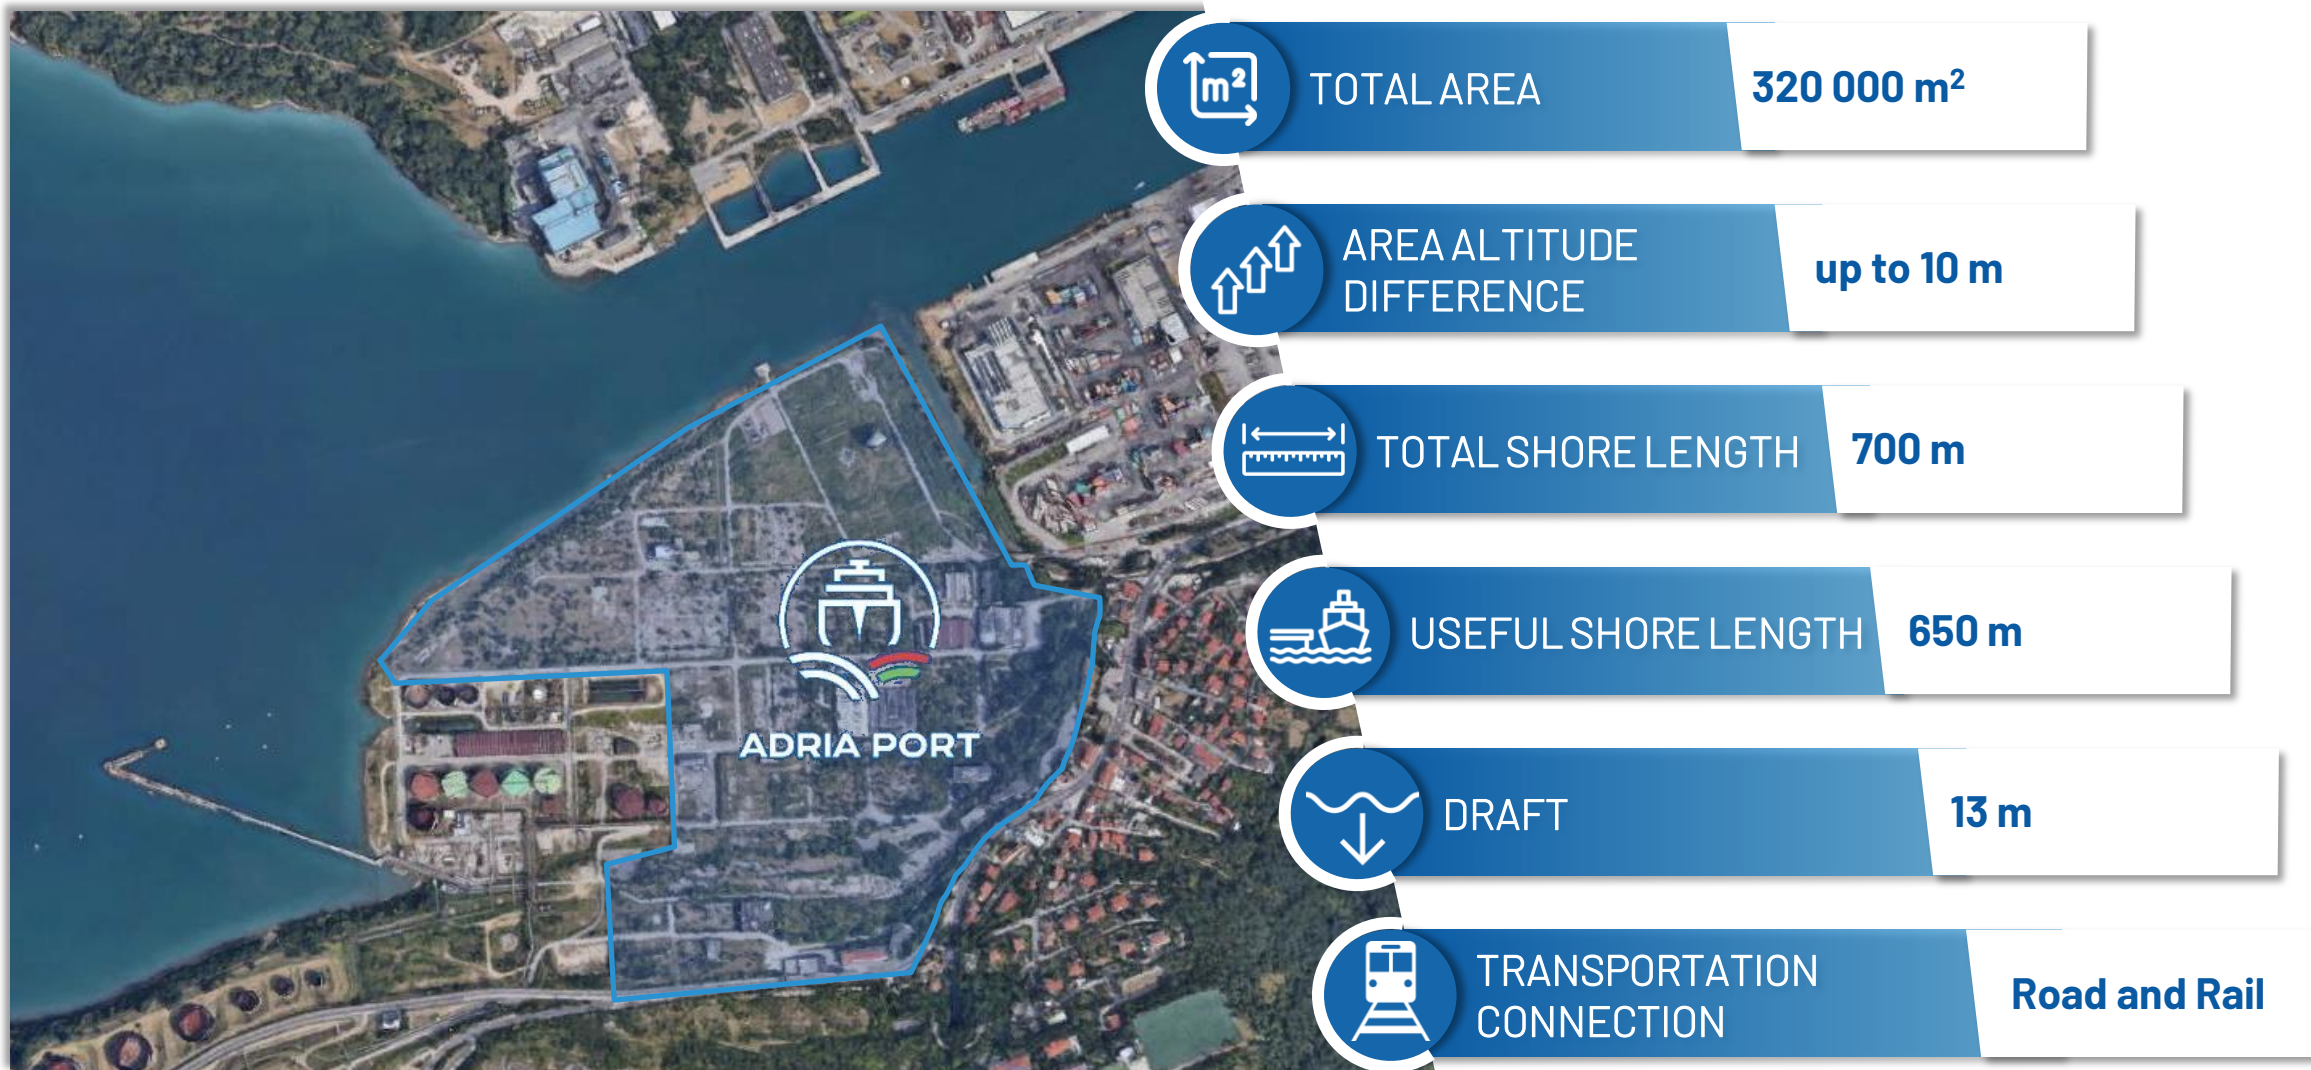 m²
TOTAL AREA
320 000 m²
AREA ALTITUDE
DIFFERENCE
up to 10 m
TOTAL SHORE LENGTH
700 m
USEFUL SHORE LENGTH
650 m
ADRIA PORT
DRAFT
13 m
TRANSPORTATION
CONNECTION
Road and Rail